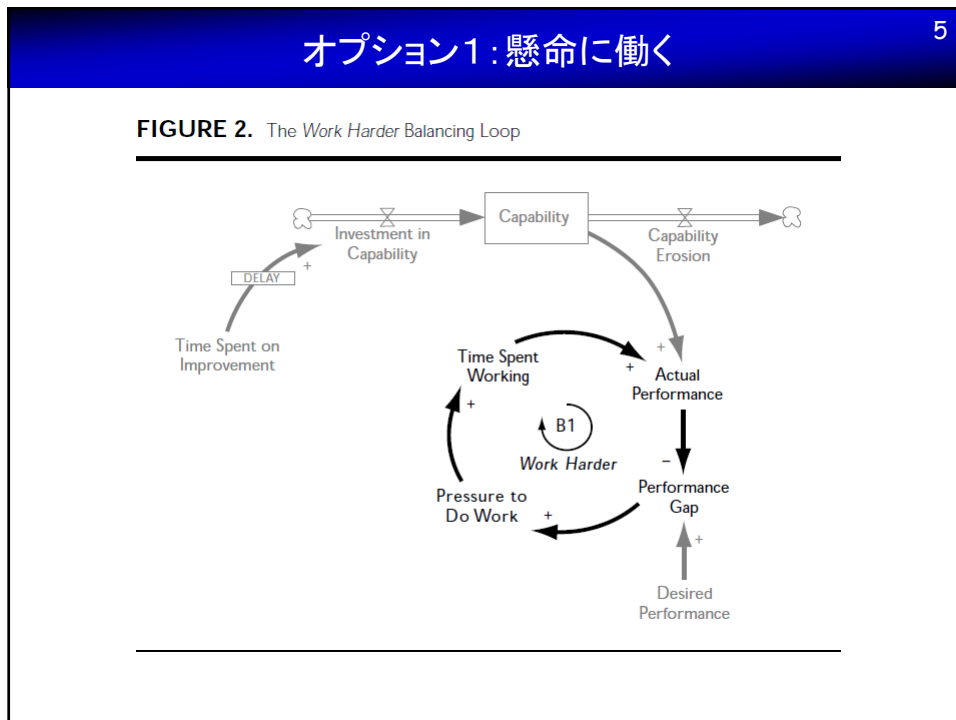 オプション１：懸命に働く
5
FIGURE 2. The Work Harder Balancing Loop
Capability
Investment in
Capability
Capability
Erosion
+
DELAY
Time Spent on
Improvement
Time Spent
Working
+
+
Actual
Performance
+
B1
Work Harder
−
Performance
Gap
Pressure to
Do Work
+
+
Desired
Performance